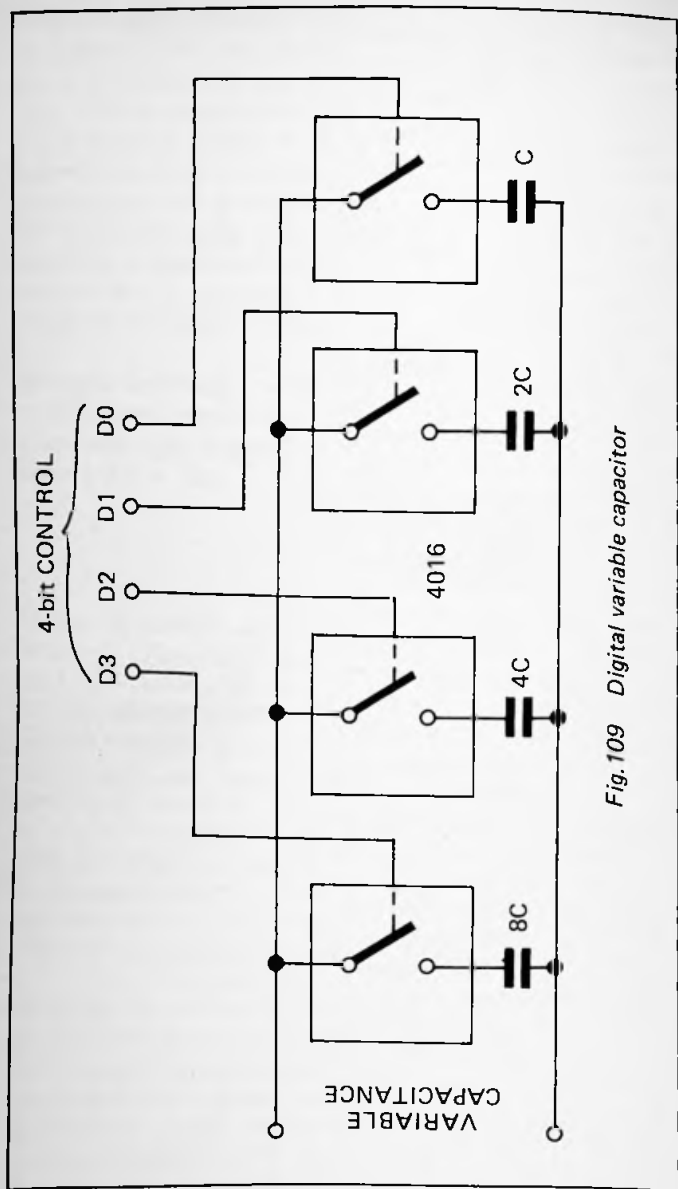 4-bit CONTROL
D3 D2 D1 D0
VARIABLE
CAPACITANCE
4016
8C 4C 2C C
Fig.109 Digital variable capacitor